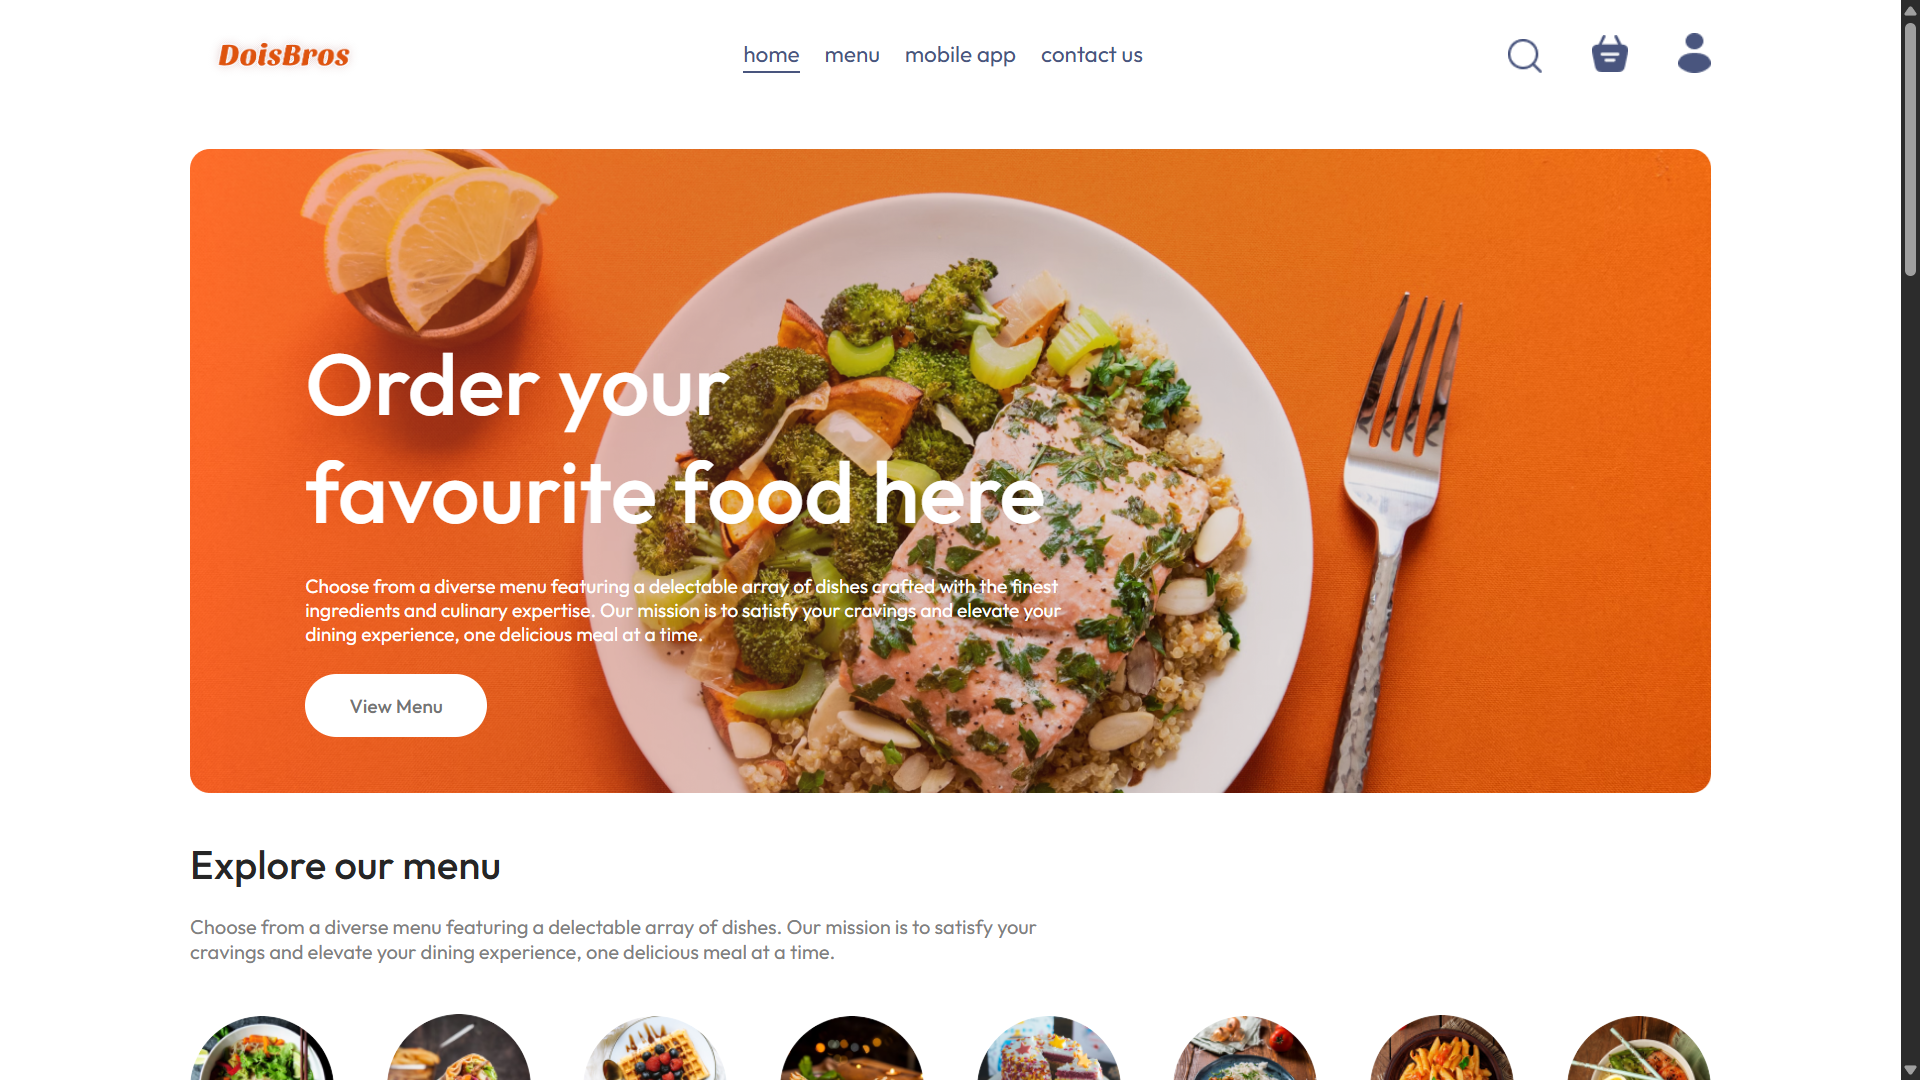 DoisBros
home menu mobile app contact us
Order your
favourite food here
Choose from a diverse menu featuring a delectable array of dishes crafted with the finest
ingredients and culinary expertise. Our mission is to satisfy your cravings and elevate your
dining experience, one delicious meal at a time.
View Menu
Explore our menu
Choose from a diverse menu featuring a delectable array of dishes. Our mission is to satisfy your
cravings and elevate your dining experience, one delicious meal at a time.